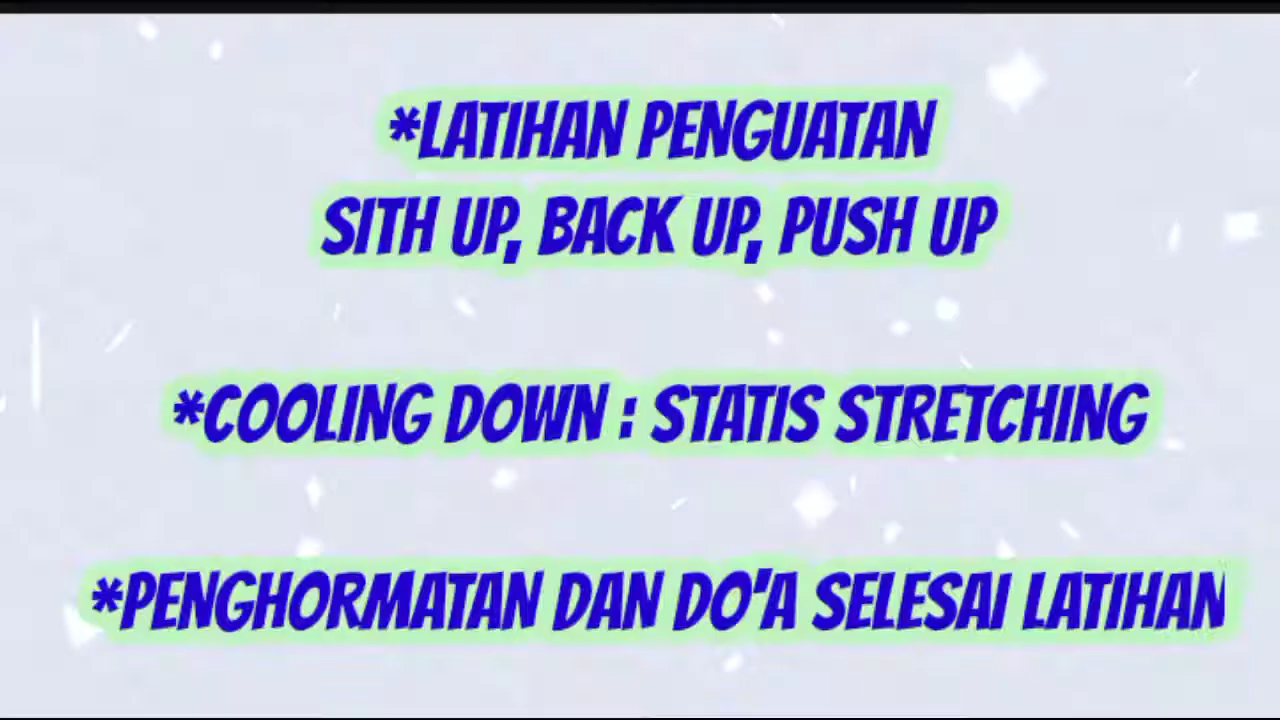 *LATIHAN PENGUATAN
SITH UP, BACK UP, PUSH UP
*COOLING DOWN : STATIS STRETCHING
*PENGHORMATAN DAN DO'A SELESAI LATIHAN